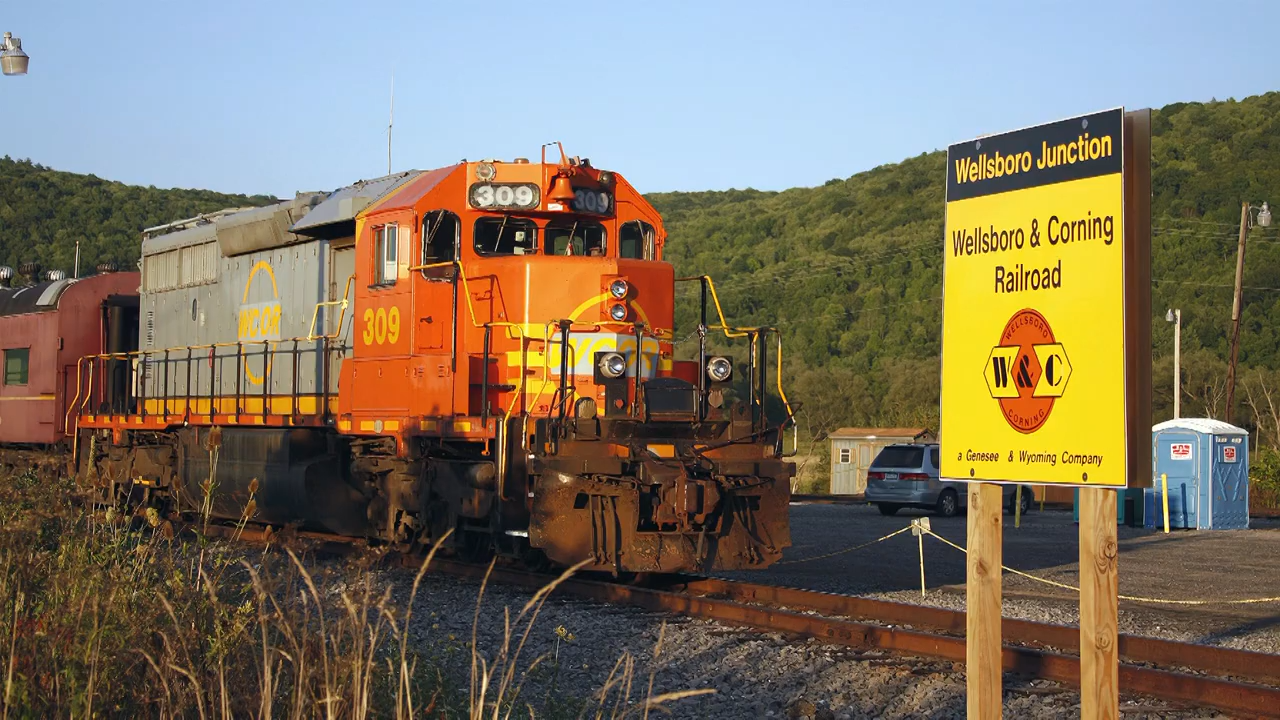 309
309
309
WCOR
WCOR
Wellsboro Junction
Wellsboro & Corning
Railroad
WELLSBORO
W & C
CORNING
a Genesee & Wyoming Company